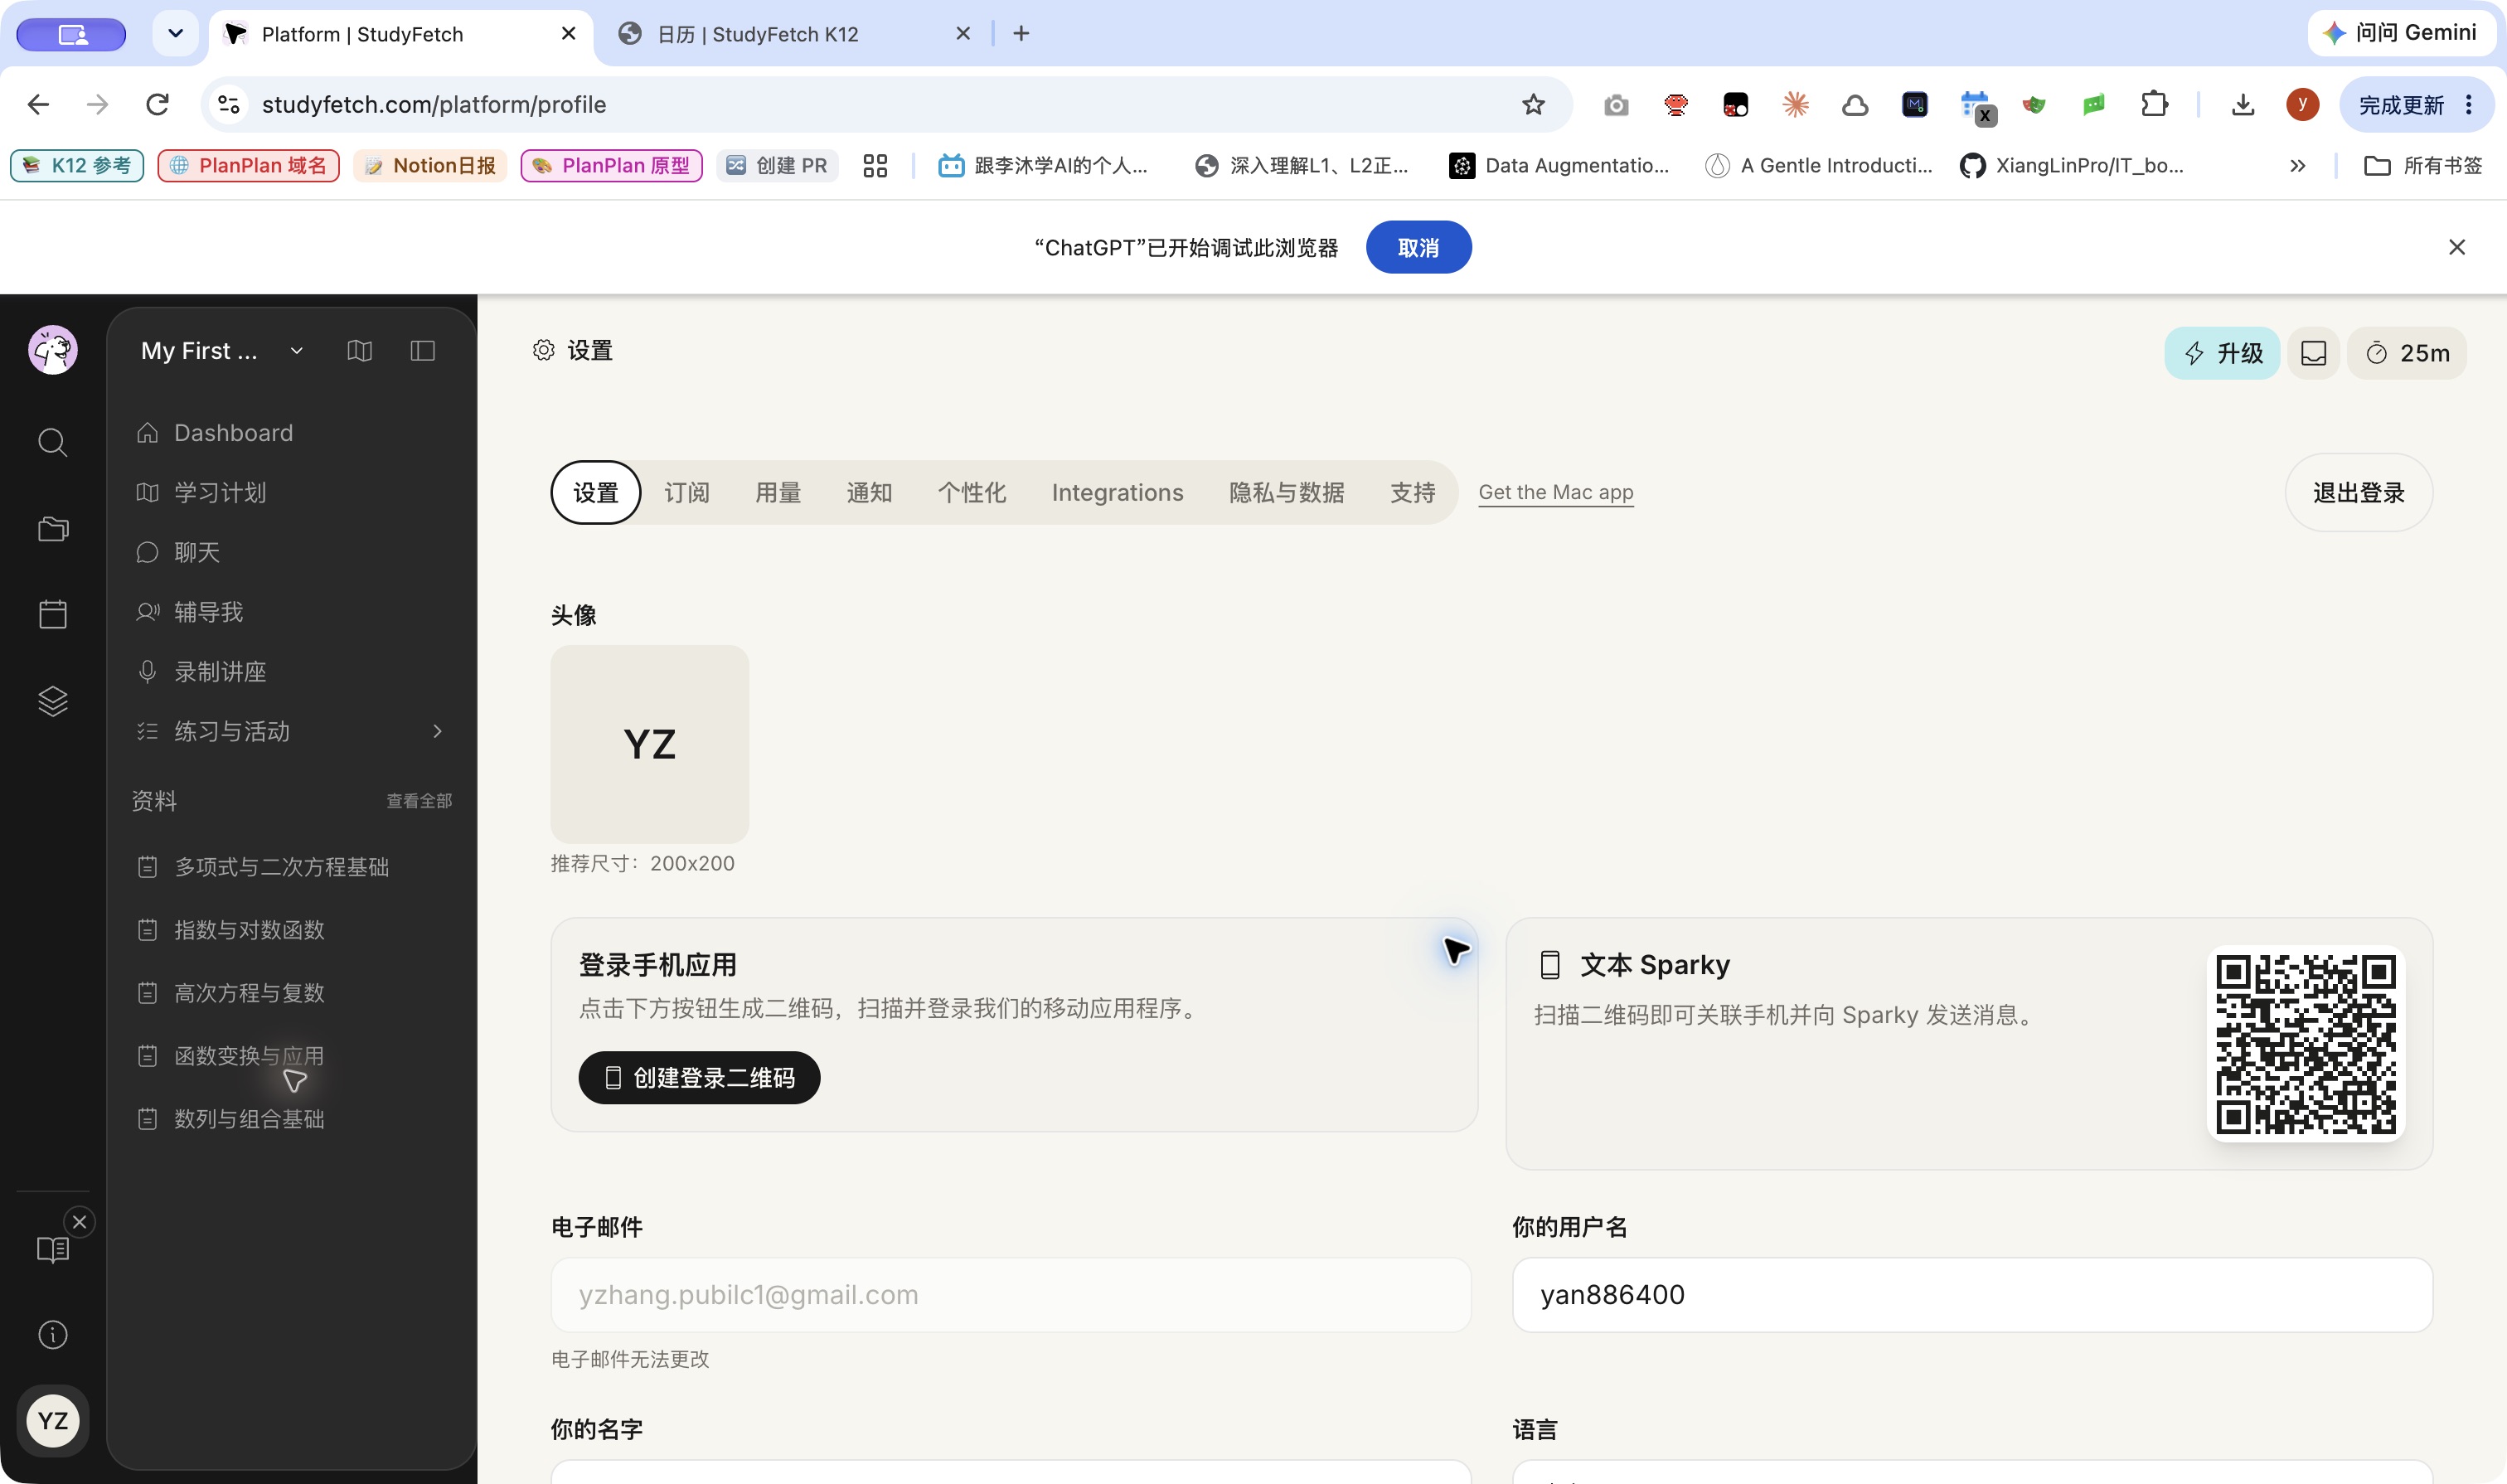 Platform | StudyFetch
日历 | StudyFetch K12
问问 Gemini
studyfetch.com/platform/profile
X
y
完成更新
K12 参考
PlanPlan 域名
Notion日报
PlanPlan 原型
创建 PR
跟李沐学AI的个人...
深入理解L1、L2正...
Data Augmentatio...
A Gentle Introducti...
XiangLinPro/IT_bo...
所有书签
“ChatGPT”已开始调试此浏览器
取消
My First ...
设置
升级
25m
Dashboard
学习计划
聊天
辅导我
录制讲座
练习与活动
资料
查看全部
多项式与二次方程基础
指数与对数函数
高次方程与复数
函数变换与应用
数列与组合基础
YZ
设置
订阅
用量
通知
个性化
Integrations
隐私与数据
支持
Get the Mac app
退出登录
头像
YZ
推荐尺寸：200x200
登录手机应用
点击下方按钮生成二维码，扫描并登录我们的移动应用程序。
创建登录二维码
文本 Sparky
扫描二维码即可关联手机并向 Sparky 发送消息。
电子邮件
yzhang.pubilc1@gmail.com
电子邮件无法更改
你的用户名
yan886400
你的名字
语言